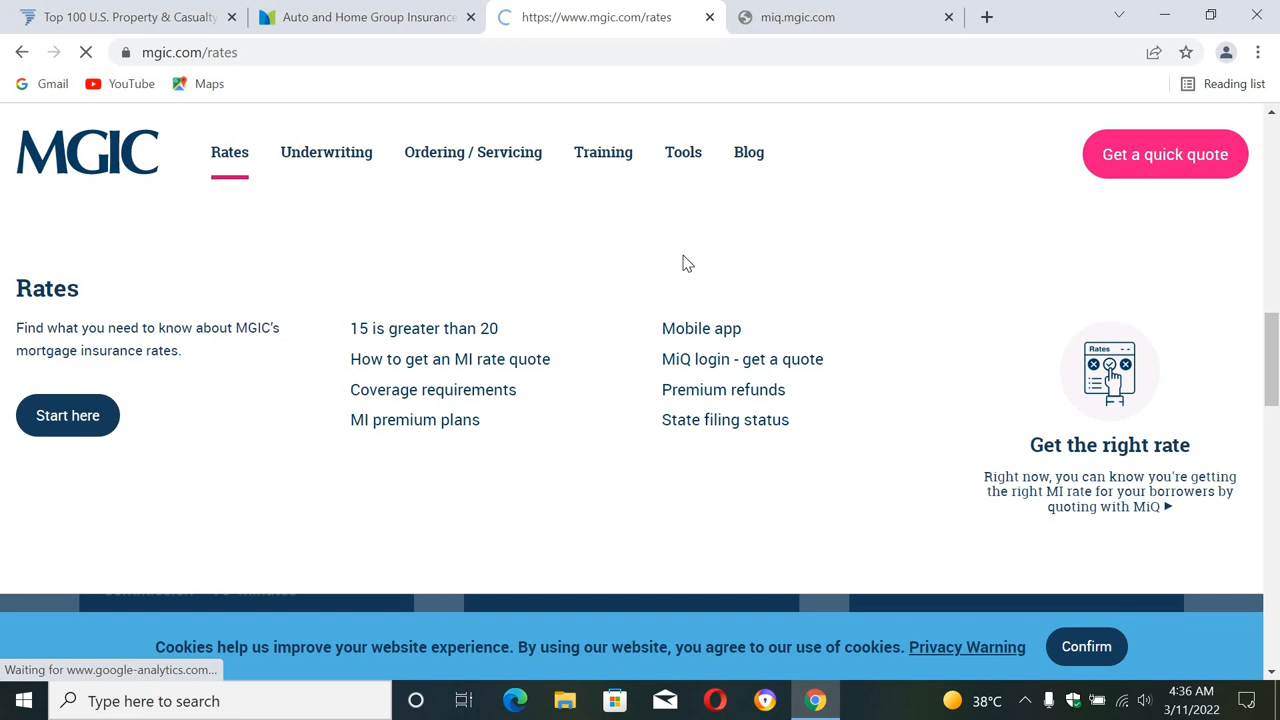 Top 100 U.S. Property & Casualty
Auto and Home Group Insurance
https://www.mgic.com/rates
miq.mgic.com
mgic.com/rates
Gmail
YouTube
Maps
Reading list
MGIC
Rates
Underwriting
Ordering / Servicing
Training
Tools
Blog
Get a quick quote
Rates
Find what you need to know about MGIC's
mortgage insurance rates.
Start here
15 is greater than 20
How to get an MI rate quote
Coverage requirements
MI premium plans
Mobile app
MiQ login - get a quote
Premium refunds
State filing status
Rates
Get the right rate
Right now, you can know you're getting
the right MI rate for your borrowers by
quoting with MiQ ▶
Cookies help us improve your website experience. By using our website, you agree to our use of cookies. Privacy Warning
Confirm
Waiting for www.google-analytics.com...
Type here to search
38°C
4:36 AM
3/11/2022